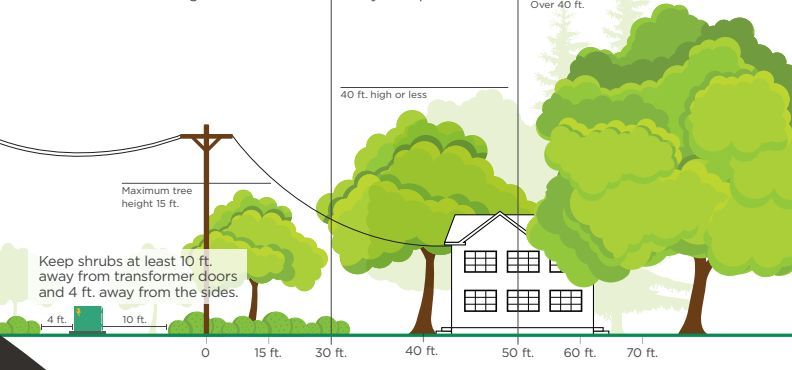 Over 40 ft.
40 ft. high or less
Maximum tree
height 15 ft.
Keep shrubs at least 10 ft.
away from transformer doors
and 4 ft. away from the sides.
4 ft.
10 ft.
0
15 ft.
30 ft.
40 ft.
50 ft.
60 ft.
70 ft.